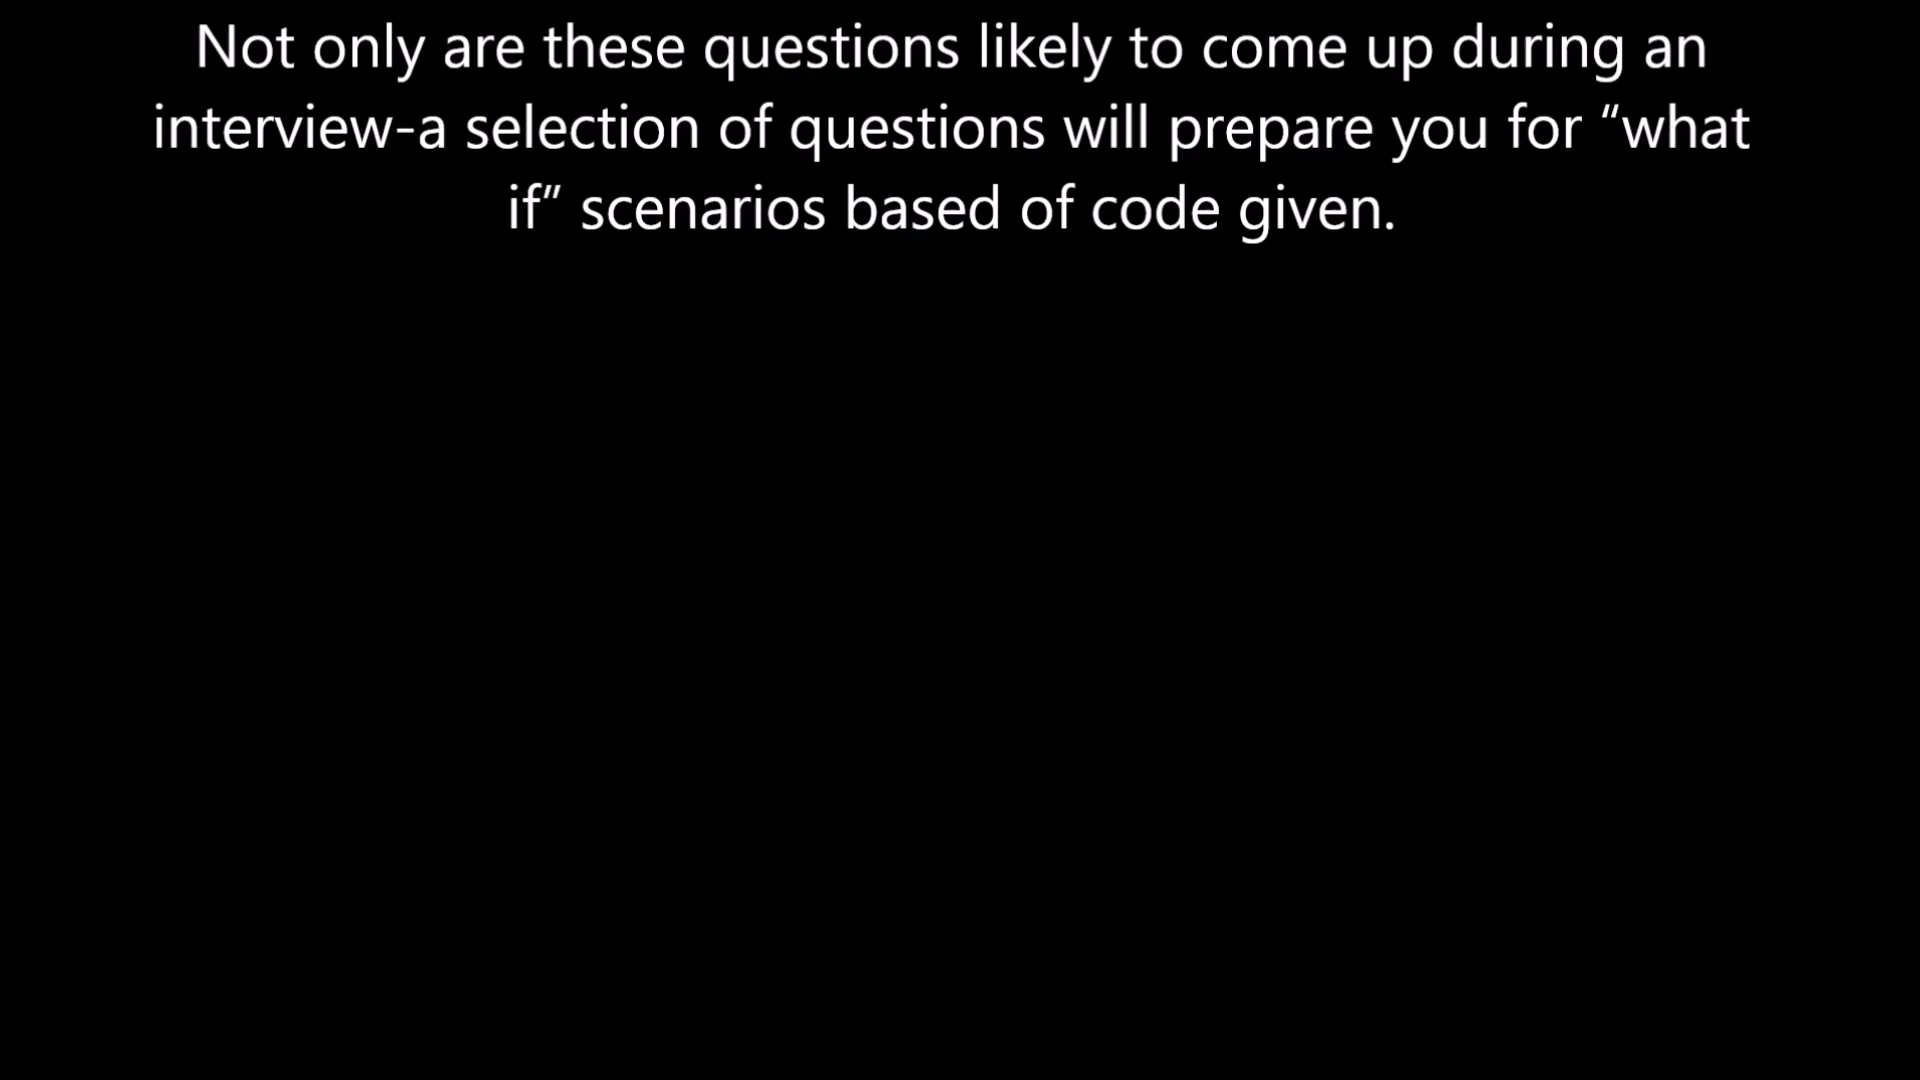 Not only are these questions likely to come up during an
interview-a selection of questions will prepare you for “what
if” scenarios based of code given.